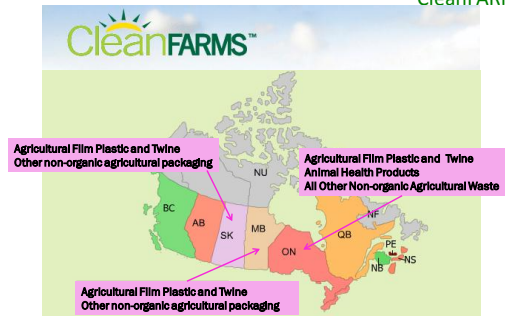 CleanFARMS™
Agricultural Film Plastic and Twine
Other non-organic agricultural packaging
Agricultural Film Plastic and Twine
Animal Health Products
All Other Non-organic Agricultural Waste
NU
BC
AB
SK
MB
ON
QB
NF
PE
NS
NB
Agricultural Film Plastic and Twine
Other non-organic agricultural packaging